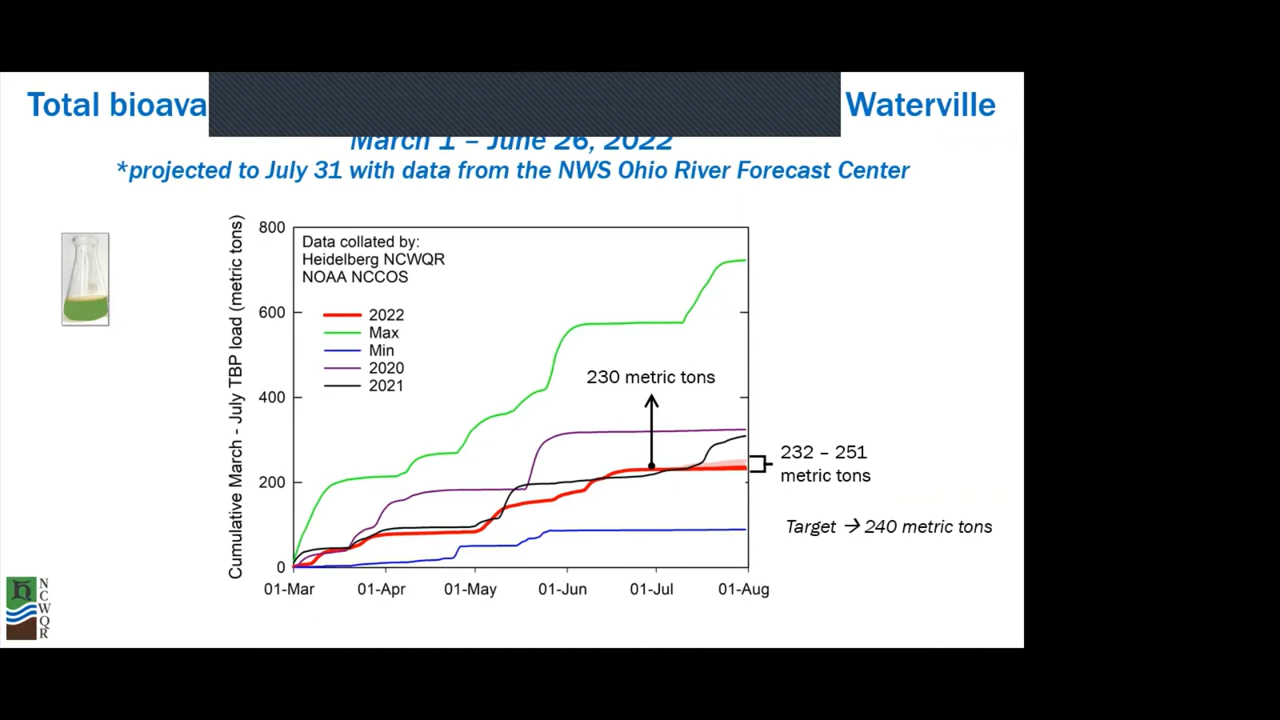 Total bioava Waterville
March 1 – June 26, 2022
*projected to July 31 with data from the NWS Ohio River Forecast Center
Cumulative March - July TBP load (metric tons)
800
600
400
200
0
Data collated by:
Heidelberg NCWQR
NOAA NCCOS
2022
Max
Min
2020
2021
230 metric tons
232 – 251
metric tons
Target → 240 metric tons
01-Mar 01-Apr 01-May 01-Jun 01-Jul 01-Aug
NCWQR